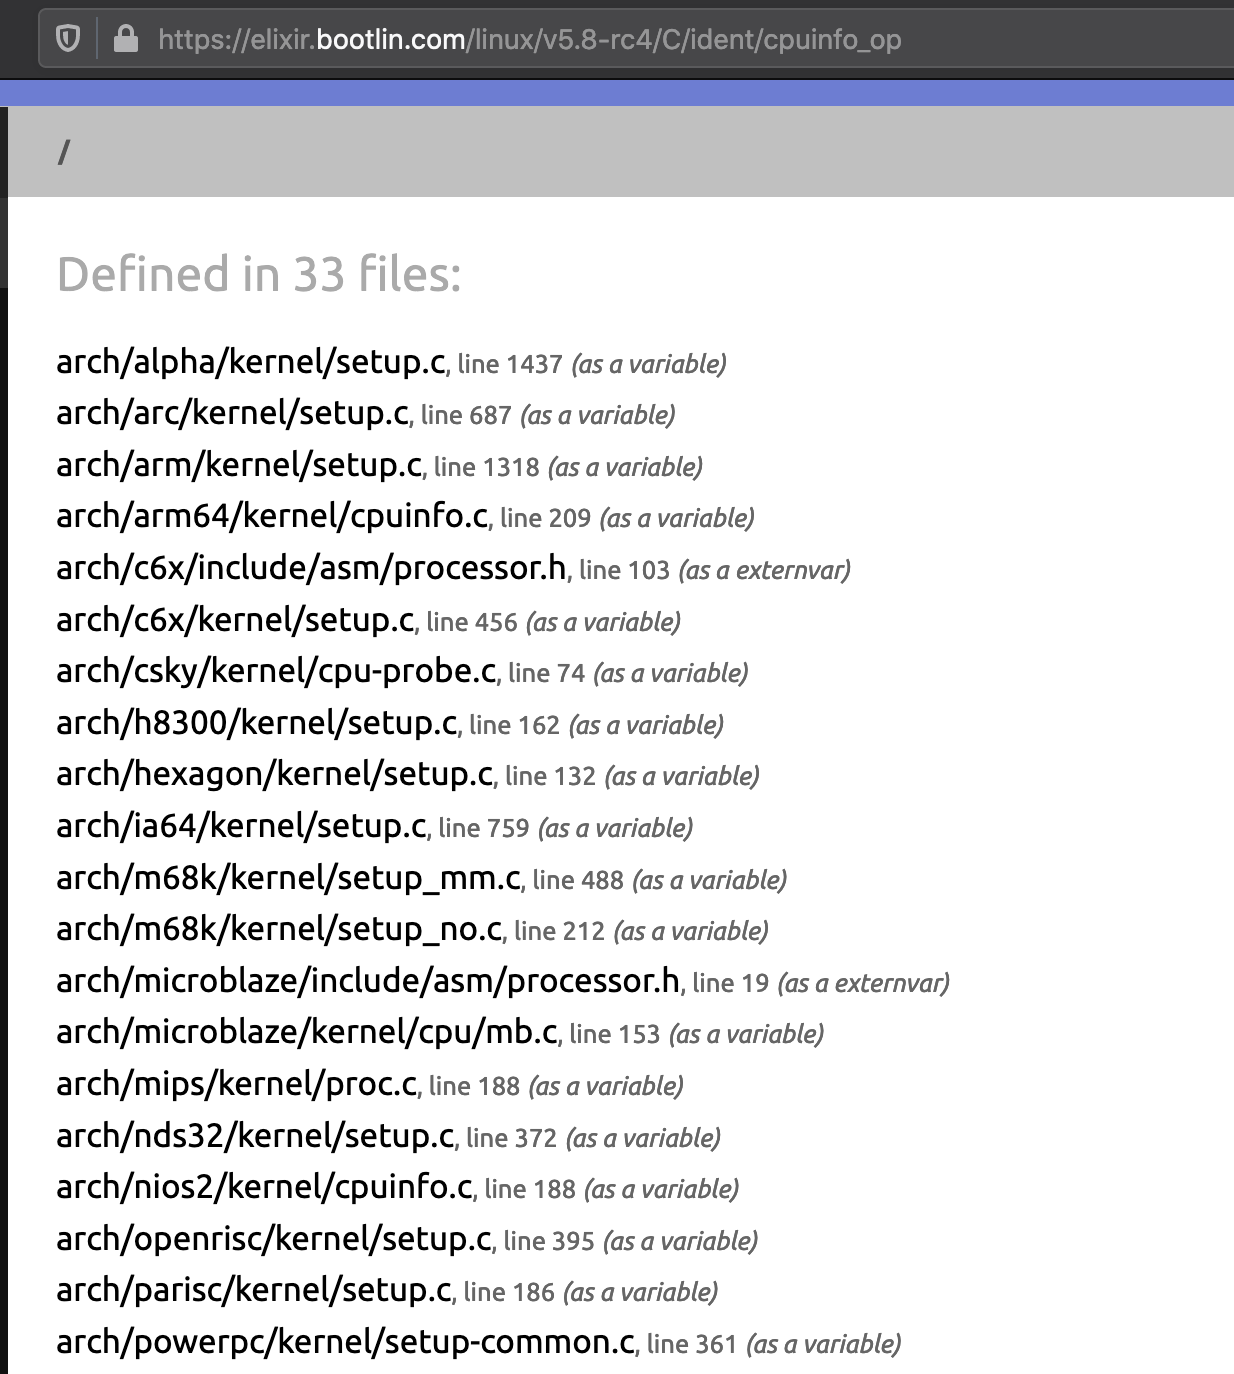 https://elixir.bootlin.com/linux/v5.8-rc4/C/ident/cpuinfo_op
/
Defined in 33 files:
arch/alpha/kernel/setup.c, line 1437 (as a variable)
arch/arc/kernel/setup.c, line 687 (as a variable)
arch/arm/kernel/setup.c, line 1318 (as a variable)
arch/arm64/kernel/cpuinfo.c, line 209 (as a variable)
arch/c6x/include/asm/processor.h, line 103 (as a externvar)
arch/c6x/kernel/setup.c, line 456 (as a variable)
arch/csky/kernel/cpu-probe.c, line 74 (as a variable)
arch/h8300/kernel/setup.c, line 162 (as a variable)
arch/hexagon/kernel/setup.c, line 132 (as a variable)
arch/ia64/kernel/setup.c, line 759 (as a variable)
arch/m68k/kernel/setup_mm.c, line 488 (as a variable)
arch/m68k/kernel/setup_no.c, line 212 (as a variable)
arch/microblaze/include/asm/processor.h, line 19 (as a externvar)
arch/microblaze/kernel/cpu/mb.c, line 153 (as a variable)
arch/mips/kernel/proc.c, line 188 (as a variable)
arch/nds32/kernel/setup.c, line 372 (as a variable)
arch/nios2/kernel/cpuinfo.c, line 188 (as a variable)
arch/openrisc/kernel/setup.c, line 395 (as a variable)
arch/parisc/kernel/setup.c, line 186 (as a variable)
arch/powerpc/kernel/setup-common.c, line 361 (as a variable)